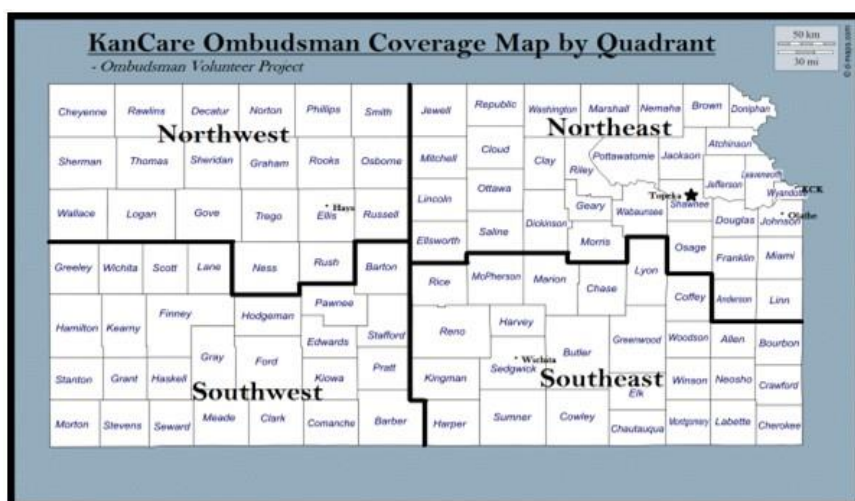 KanCare Ombudsman Coverage Map by Quadrant
- Ombudsman Volunteer Project
50 km
30 mi
© d-maps.com
Cheyenne Rawlins Decatur Norton Phillips Smith Jewell Republic Washington Marshall Nemaha Brown Doniphan
Northwest Northeast
Sherman Thomas Sheridan Graham Rooks Osborne Mitchell Cloud Clay Riley Pottawatomie Jackson Atchinson
Jefferson Leavenworth Wyandotte KCK
Wallace Logan Gove Trego Hays Ellis Russell Lincoln Ottawa Geary Wabaunsee Topeka Shawnee Douglas Johnson Olathe
Ellsworth Saline Dickinson Morris Osage Franklin Miami
Greeley Wichita Scott Lane Ness Rush Barton Rice McPherson Marion Chase Lyon Coffey Anderson Linn
Hamilton Kearny Finney Hodgeman Pawnee Stafford Edwards Reno Harvey Greenwood Woodson Allen Bourbon
Gray Ford Wichita Butler
Stanton Grant Haskell Kiowa Pratt Kingman Sedgwick Elk Winson Neosho Crawford
Southwest Southeast
Morton Stevens Seward Meade Clark Comanche Barber Harper Sumner Cowley Chautauqua Montgomery Labette Cherokee